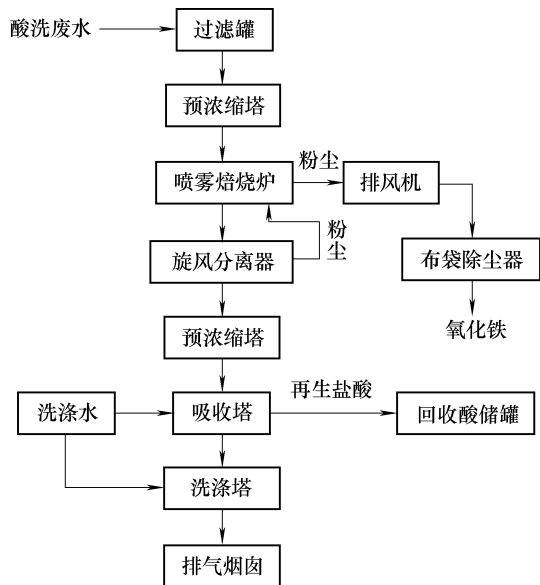 酸洗废水
过滤罐
预浓缩塔
喷雾焙烧炉
粉尘
排风机
粉尘
旋风分离器
布袋除尘器
氧化铁
预浓缩塔
再生盐酸
洗涤水
吸收塔
回收酸储罐
洗涤塔
排气烟囱